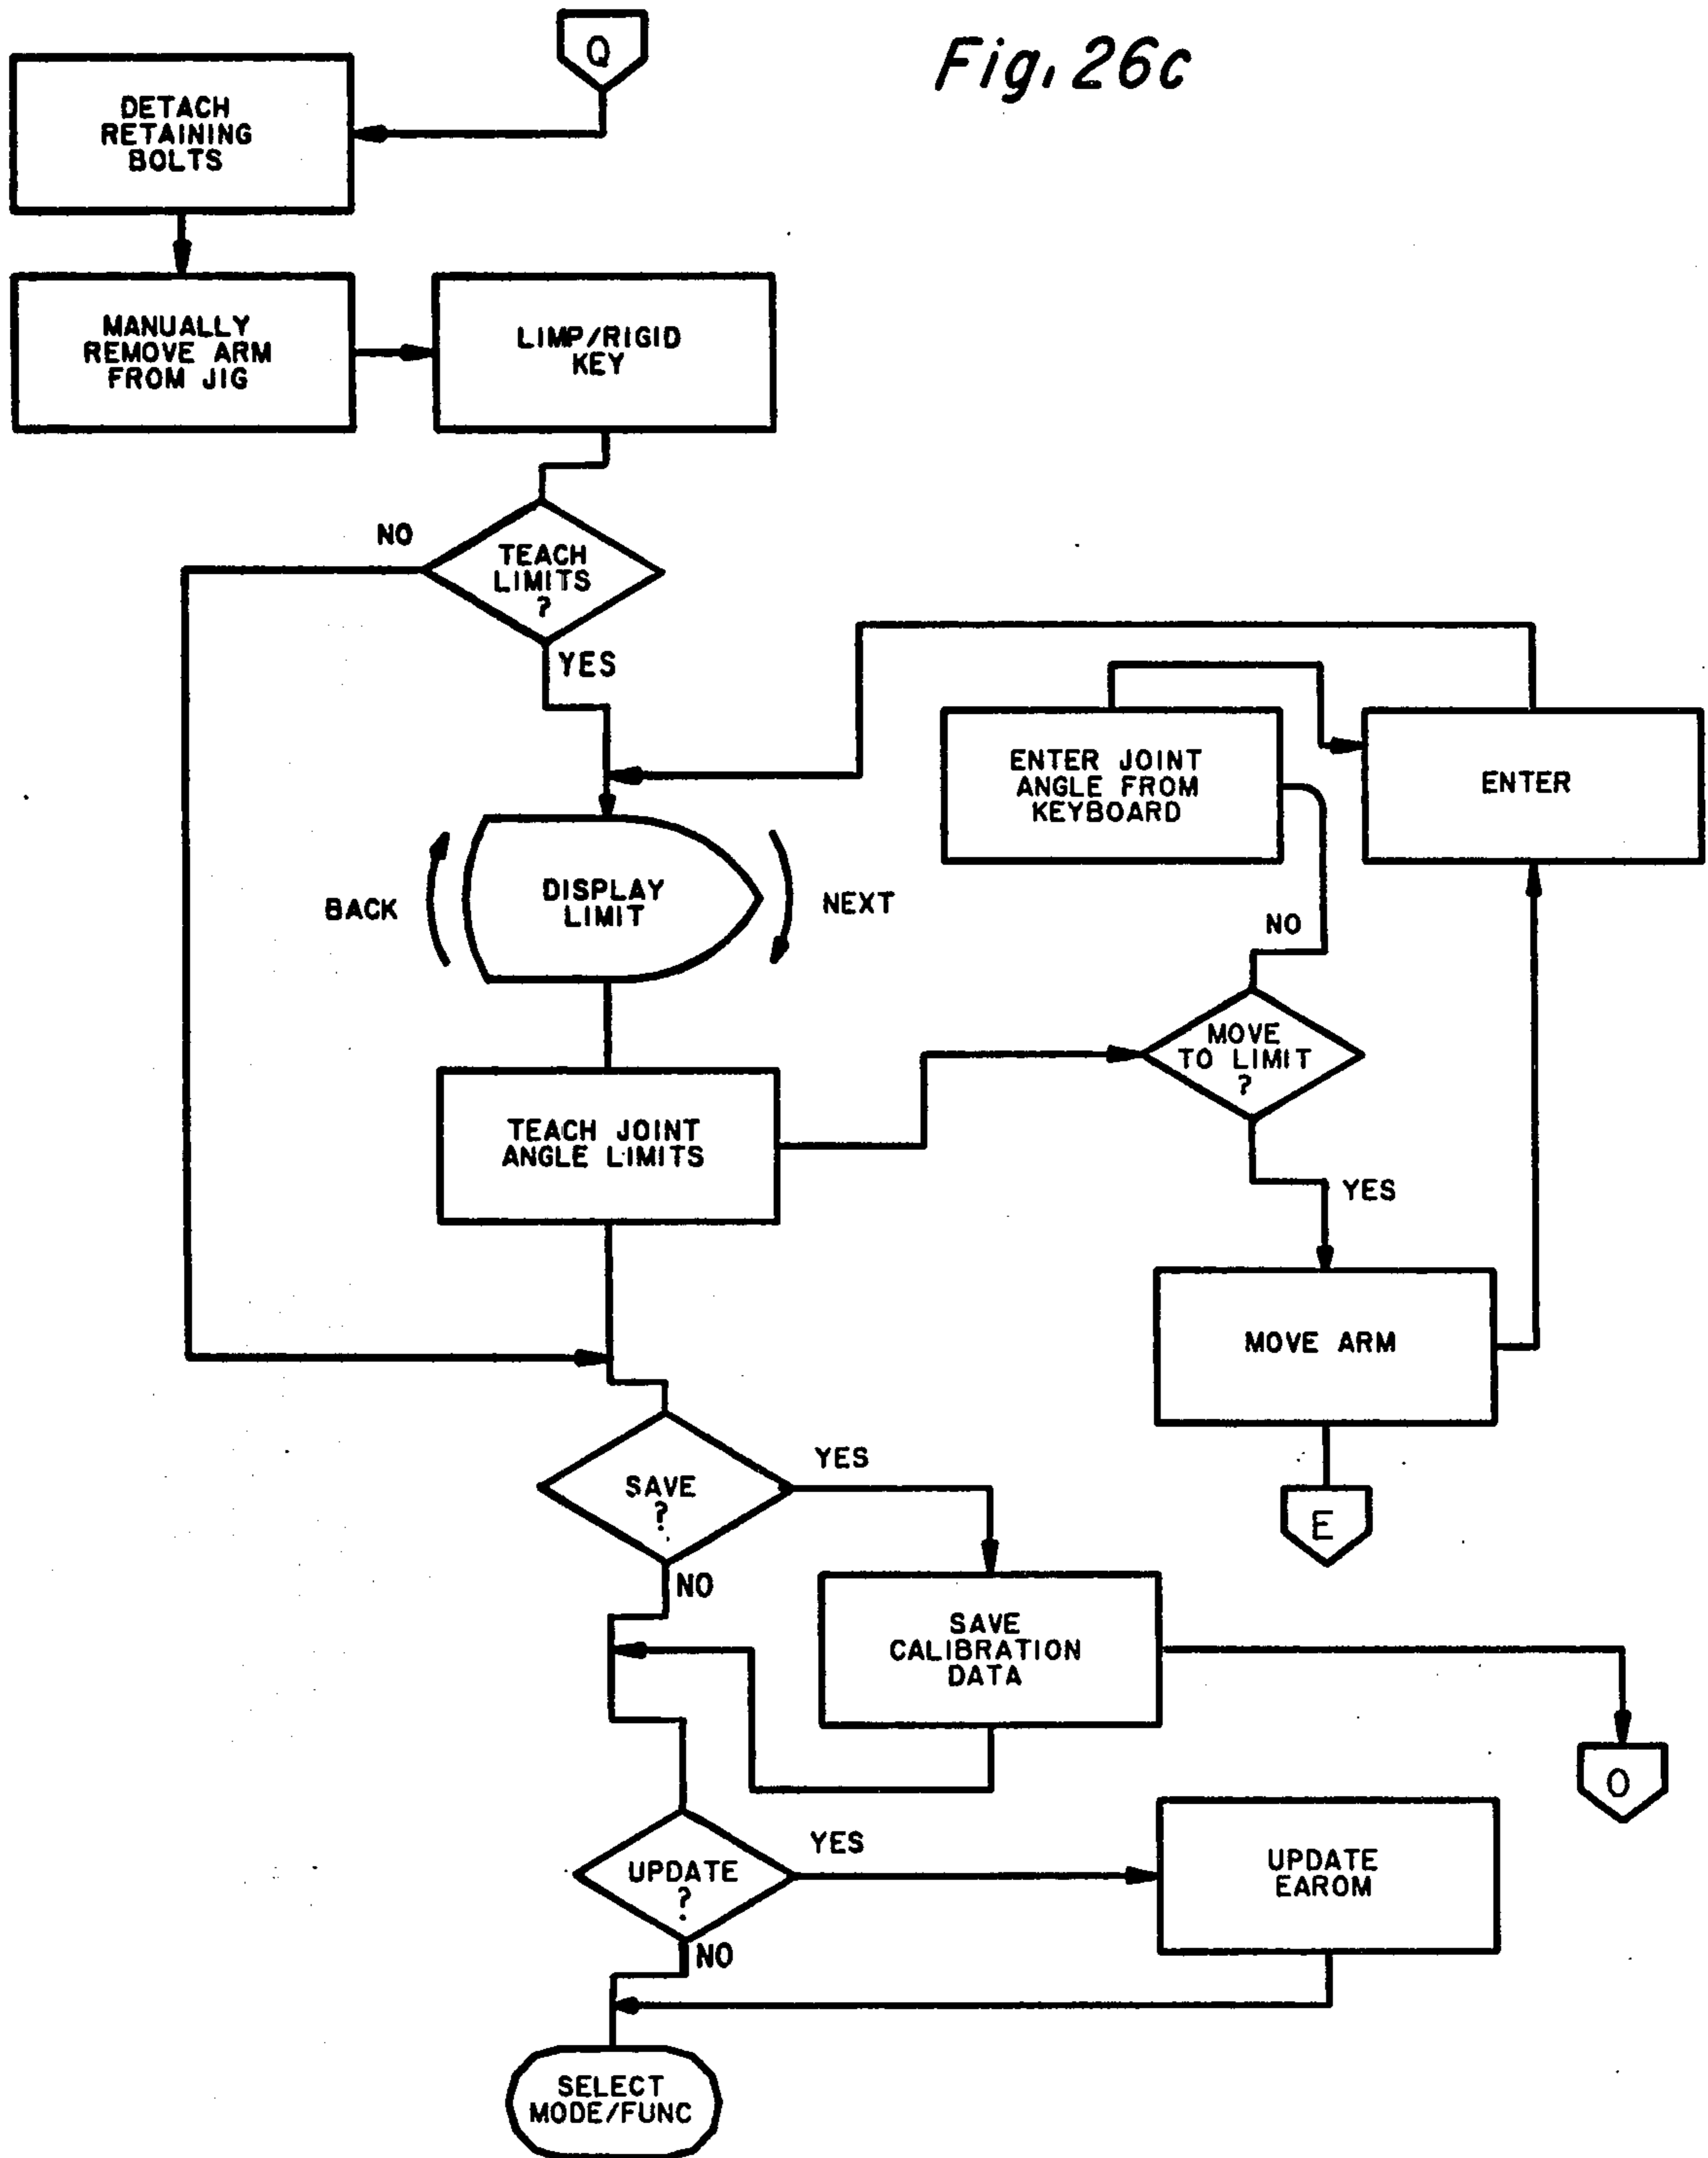 Fig. 26c
Q
DETACH
RETAINING
BOLTS
MANUALLY
REMOVE ARM
FROM JIG
LIMP/RIGID
KEY
NO
TEACH
LIMITS
?
YES
ENTER JOINT
ANGLE FROM
KEYBOARD
ENTER
BACK
DISPLAY
LIMIT
NEXT
NO
MOVE
TO LIMIT
?
TEACH JOINT
ANGLE LIMITS
YES
MOVE ARM
E
SAVE
?
YES
NO
SAVE
CALIBRATION
DATA
O
UPDATE
?
YES
UPDATE
EAROM
NO
SELECT
MODE/FUNC